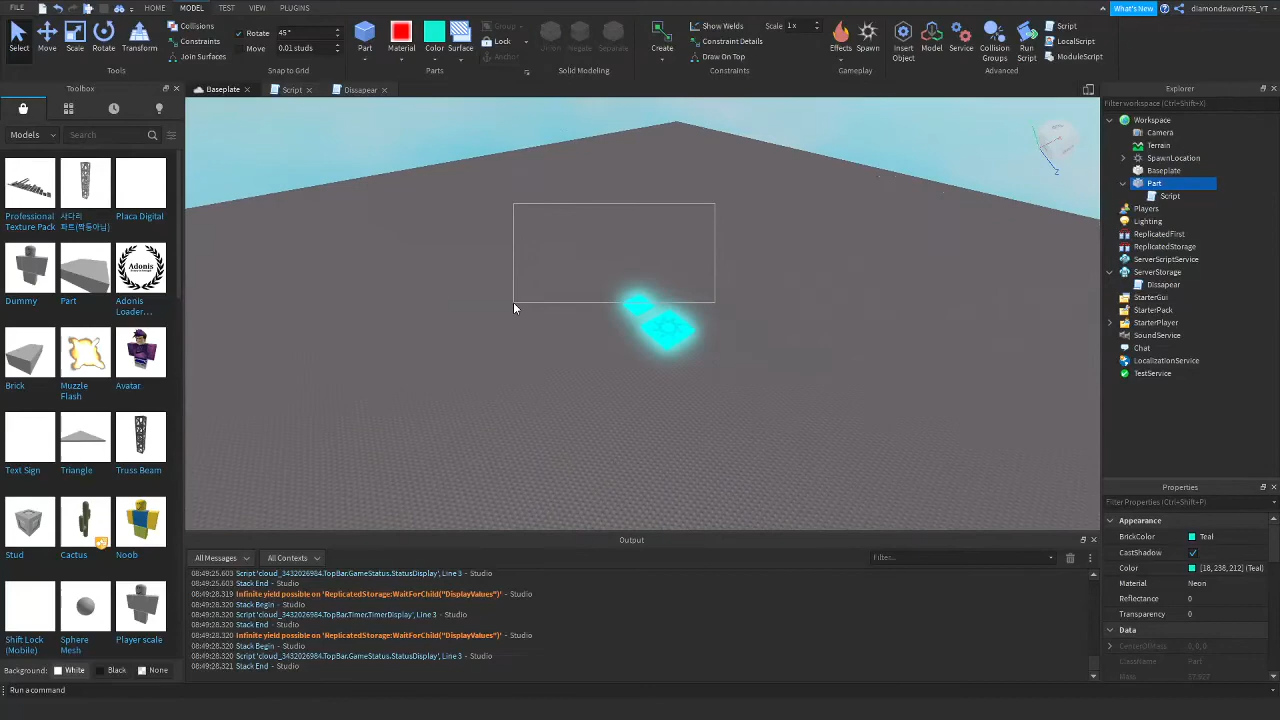 FILE HOME MODEL TEST VIEW PLUGINS What's New diamondsword755_YT
Select Move Scale Rotate Transform
Collisions
Constraints
Join Surfaces
Tools
Rotate 45°
Move 0.01 studs
Snap to Grid
Part Material Color Surface
Group
Lock
Anchor
Parts
Union Negate Separate
Solid Modeling
Create
Show Welds Scale 1x
Constraint Details
Draw On Top
Constraints
Effects Spawn
Gameplay
Insert Object
Model
Service
Collision Groups
Run Script
Script
LocalScript
ModuleScript
Advanced
Toolbox
Baseplate Script Dissapear
Models Search
Professional Texture Pack
사다리
Placa Digital
Dummy Part Adonis Loader...
Adonis
Brick Muzzle Flash Avatar
Text Sign Triangle Truss Beam
Stud Cactus Noob
Shift Lock (Mobile) Sphere Mesh Player scale
Background: White Black None
Z
Output
All Messages All Contexts Filter...
08:49:25.603 Script 'cloud_3432026984.TopBar.GameStatus.StatusDisplay', Line 3 - Studio
08:49:25.603 Stack End - Studio
08:49:28.319 Infinite yield possible on 'ReplicatedStorage:WaitForChild("DisplayValues")' - Studio
08:49:28.320 Stack Begin - Studio
08:49:28.320 Script 'cloud_3432026984.TopBar.Timer.TimerDisplay', Line 3 - Studio
08:49:28.320 Stack End - Studio
08:49:28.320 Infinite yield possible on 'ReplicatedStorage:WaitForChild("DisplayValues")' - Studio
08:49:28.320 Stack Begin - Studio
08:49:28.320 Script 'cloud_3432026984.TopBar.GameStatus.StatusDisplay', Line 3 - Studio
08:49:28.321 Stack End - Studio
Run a command
Explorer
Filter workspace (Ctrl+Shift+X)
Workspace
Camera
Terrain
SpawnLocation
Baseplate
Part
Script
Players
Lighting
ReplicatedFirst
ReplicatedStorage
ServerScriptService
ServerStorage
Dissapear
StarterGui
StarterPack
StarterPlayer
SoundService
Chat
LocalizationService
TestService
Properties
Filter Properties (Ctrl+Shift+P)
Appearance
BrickColor Teal
CastShadow
Color [18, 238, 212] (Teal)
Material Neon
Reflectance 0
Transparency 0
Data
CenterOfMass 0, 0, 0
ClassName Part
Mass